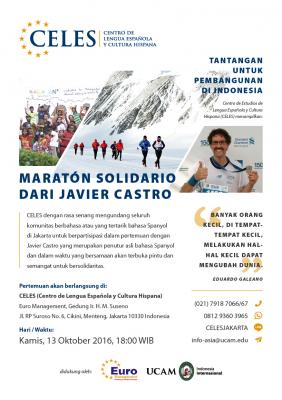 CELES
CENTRO DE
LENGUA ESPAÑOLA
Y CULTURA HISPANA
TANTANGAN
UNTUK
PEMBANGUNAN
DI INDONESIA
Centro de Estudios de
Lengua Española y Cultura
Hispana (CELES) menampilkan:
MARATÓN SOLIDARIO
DARI JAVIER CASTRO
CELES dengan rasa senang mengundang seluruh
komunitas berbahasa atau yang tertarik bahasa Spanyol
di Jakarta untuk berpartisipasi dalam pertemuan dengan
Javier Castro yang merupakan penutur asli bahasa Spanyol
dan dalam waktu yang bersamaan akan terbuka pintu dan
semangat untuk bersolidaritas.
“BANYAK ORANG
KECIL, DI TEMPAT-
TEMPAT KECIL,
MELAKUKAN HAL-
HAL KECIL DAPAT
MENGUBAH DUNIA.”
EDUARDO GALEANO
Pertemuan akan berlangsung di:
CELES (Centro de Lengua Española y Cultura Hispana)
Euro Management, Gedung Ir. H. M. Suseno
Jl. RP Suroso No. 6, Cikini, Menteng, Jakarta 10330 Indonesia
Hari / Waktu:
Kamis, 13 Oktober 2016, 18:00 WIB
(021) 7918 7066/67
0812 9360 3965
CELESJAKARTA
info-asia@ucam.edu
didukung oleh:
Euro
UCAM
Indonesia
Internacional